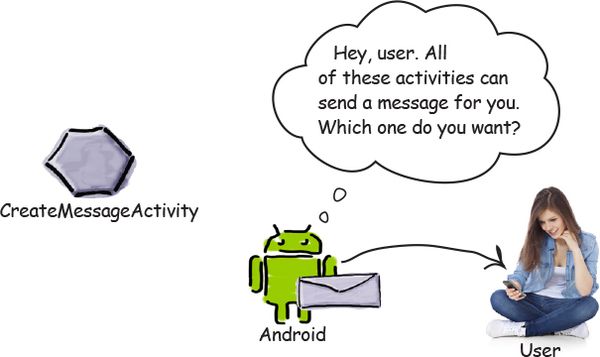 Hey, user. All
of these activities can
send a message for you.
Which one do you want?
CreateMessageActivity
Android
User